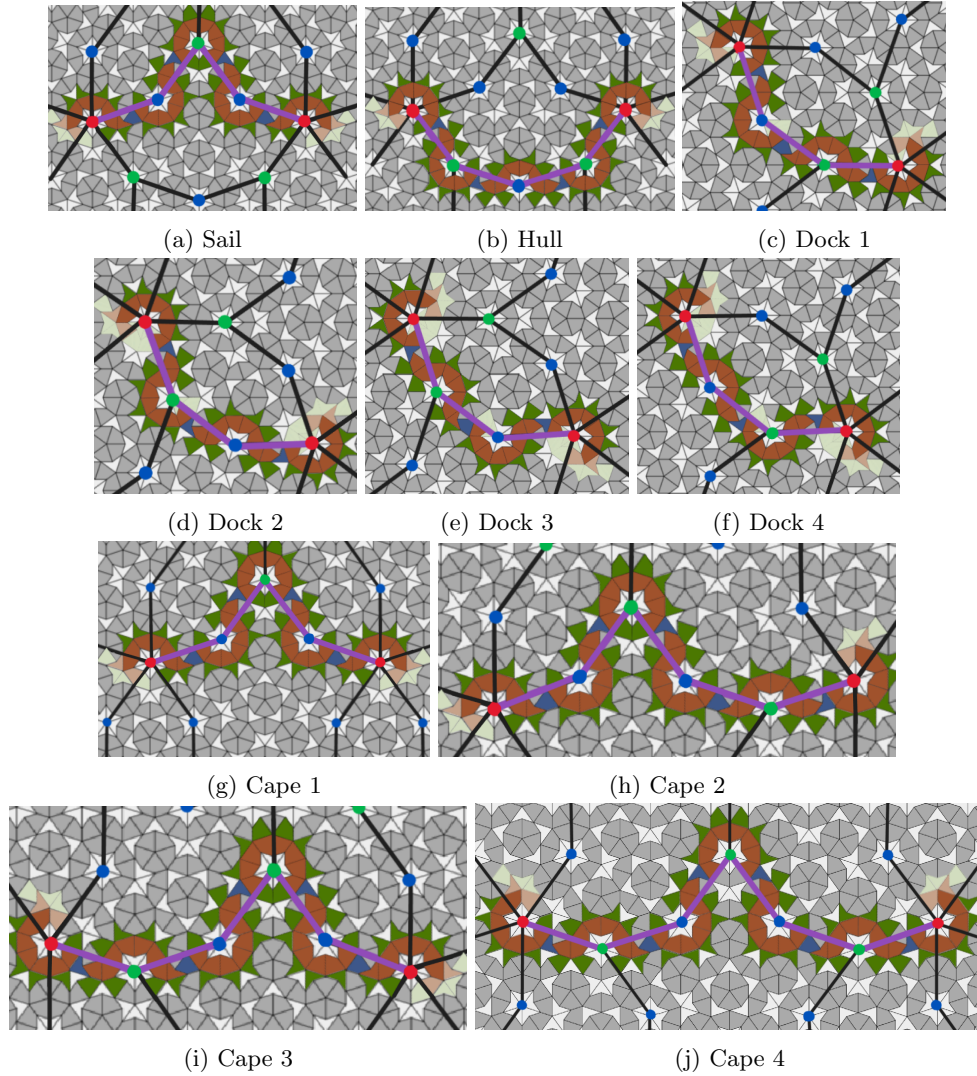 (a) Sail
(b) Hull
(c) Dock 1
(d) Dock 2
(e) Dock 3
(f) Dock 4
(g) Cape 1
(h) Cape 2
(i) Cape 3
(j) Cape 4